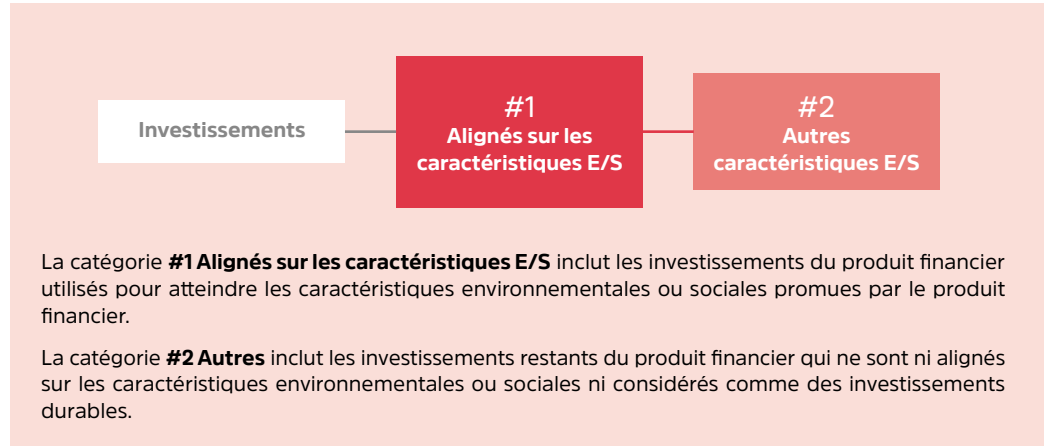 Investissements
#1
Alignés sur les
caractéristiques E/S
#2
Autres
caractéristiques E/S
La catégorie #1 Alignés sur les caractéristiques E/S inclut les investissements du produit financier
utilisés pour atteindre les caractéristiques environnementales ou sociales promues par le produit
financier.
La catégorie #2 Autres inclut les investissements restants du produit financier qui ne sont ni alignés
sur les caractéristiques environnementales ou sociales ni considérés comme des investissements
durables.